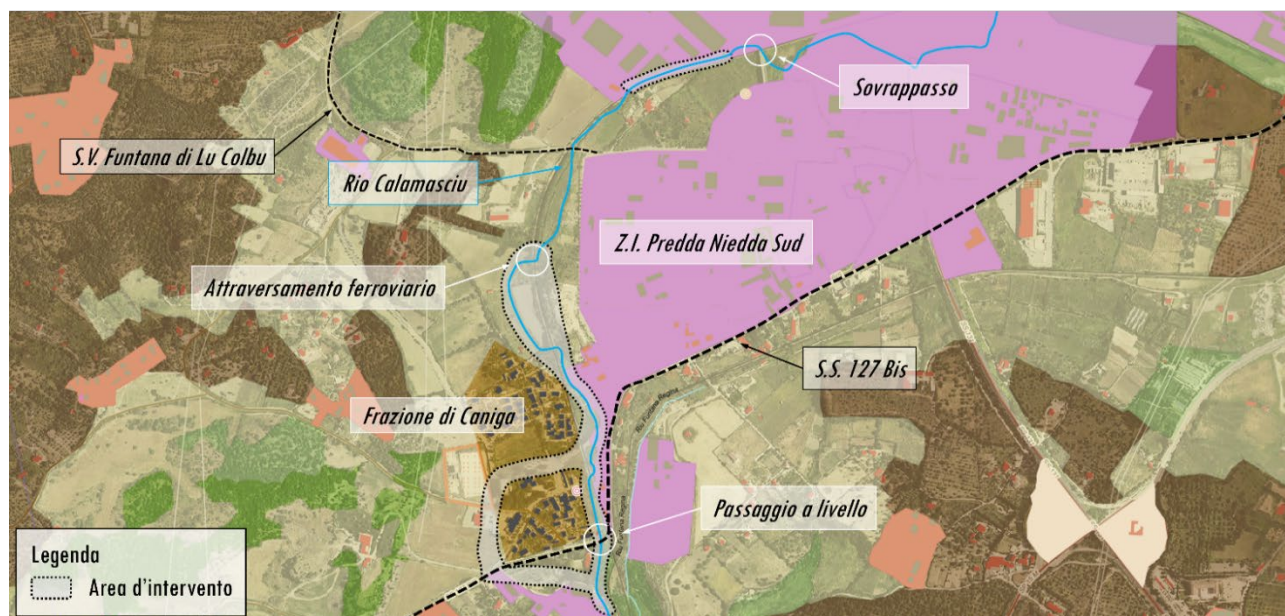 Sovrappasso
S.V. Funtana di Lu Colbu
Rio Calamasciu
Z.I. Predda Niedda Sud
Attraversamento ferroviario
S.S. 127 Bis
Frazione di Caniga
Passaggio a livello
Legenda
Area d'intervento